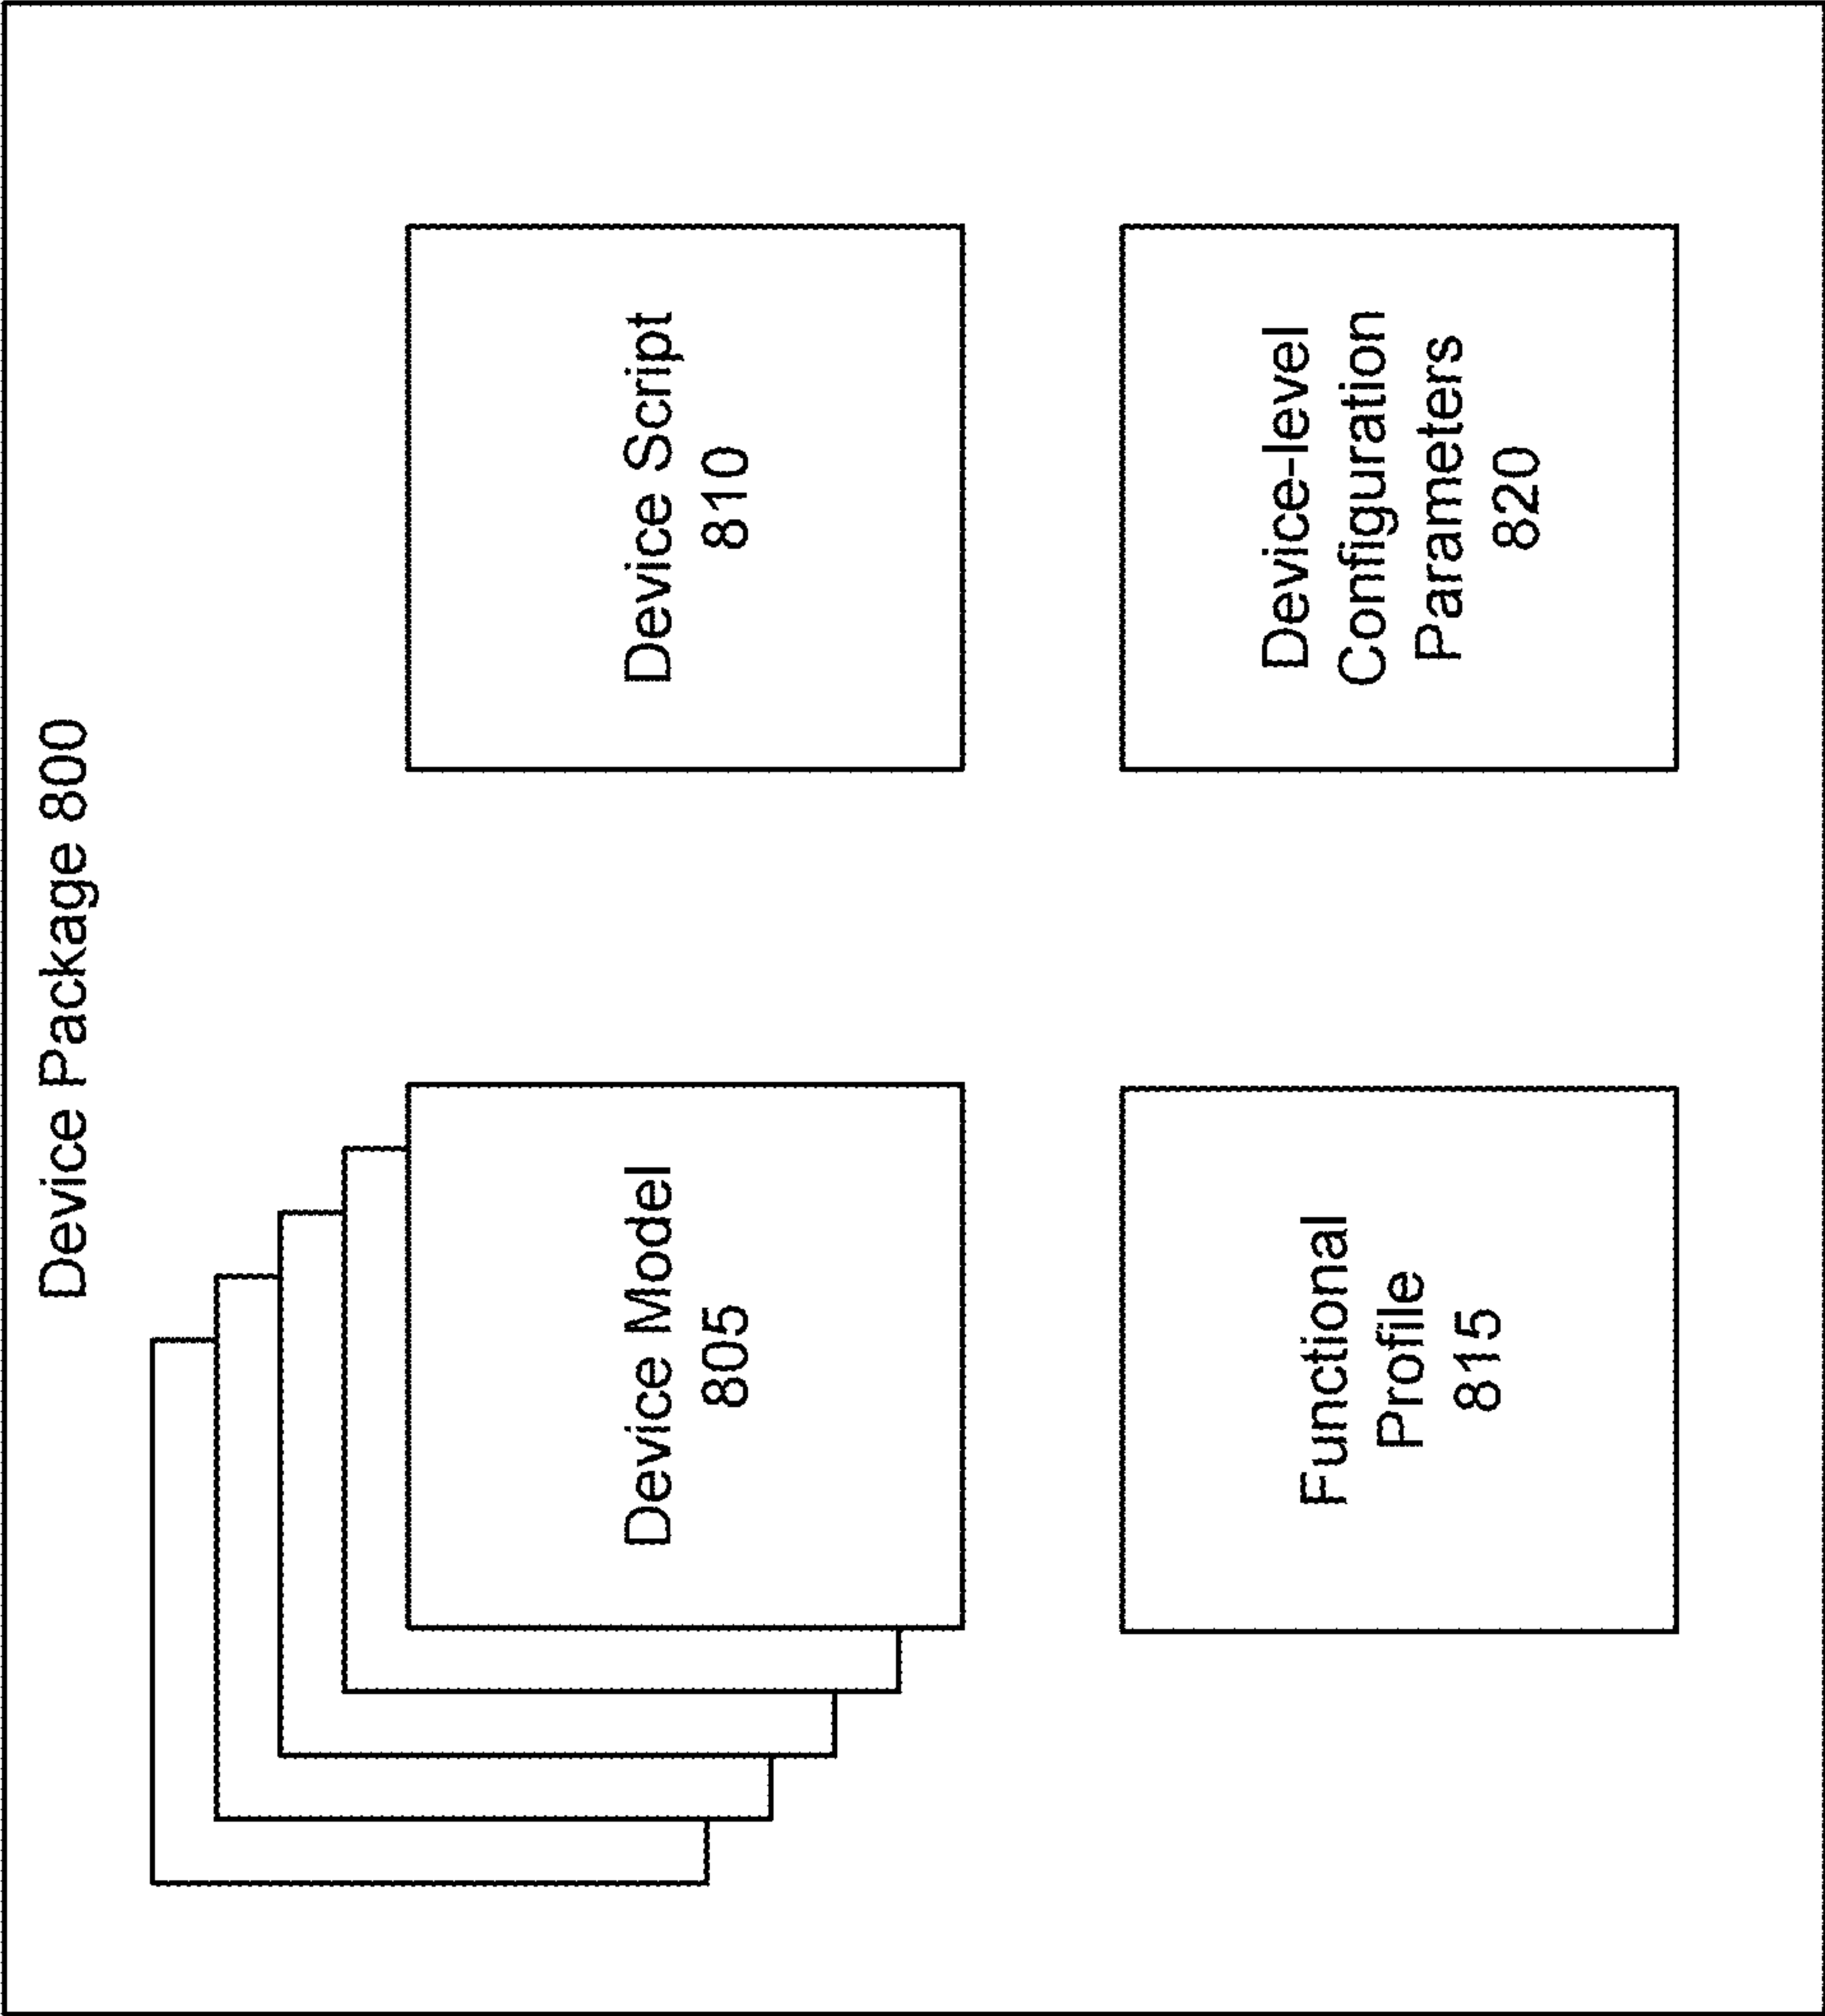 Device Package 800
Device Model
805
Device Script
810
Functional
Profile
815
Device-level
Configuration
Parameters
820